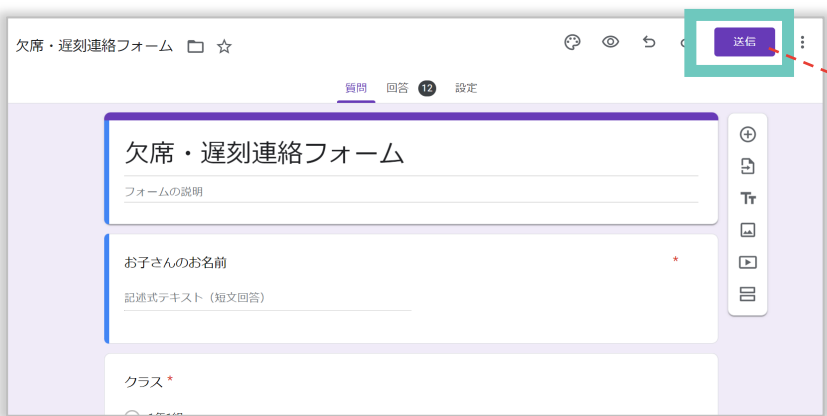 欠席・遅刻連絡フォーム
送信
質問 回答 12 設定
欠席・遅刻連絡フォーム
フォームの説明
お子さんのお名前 *
記述式テキスト（短文回答）
クラス *